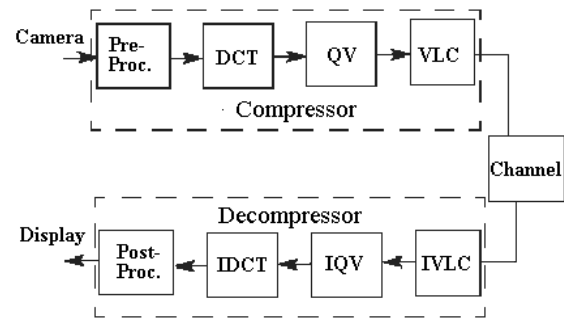 Camera
Pre-
Proc.
DCT
QV
VLC
Compressor
Channel
Decompressor
Display
Post-
Proc.
IDCT
IQV
IVLC